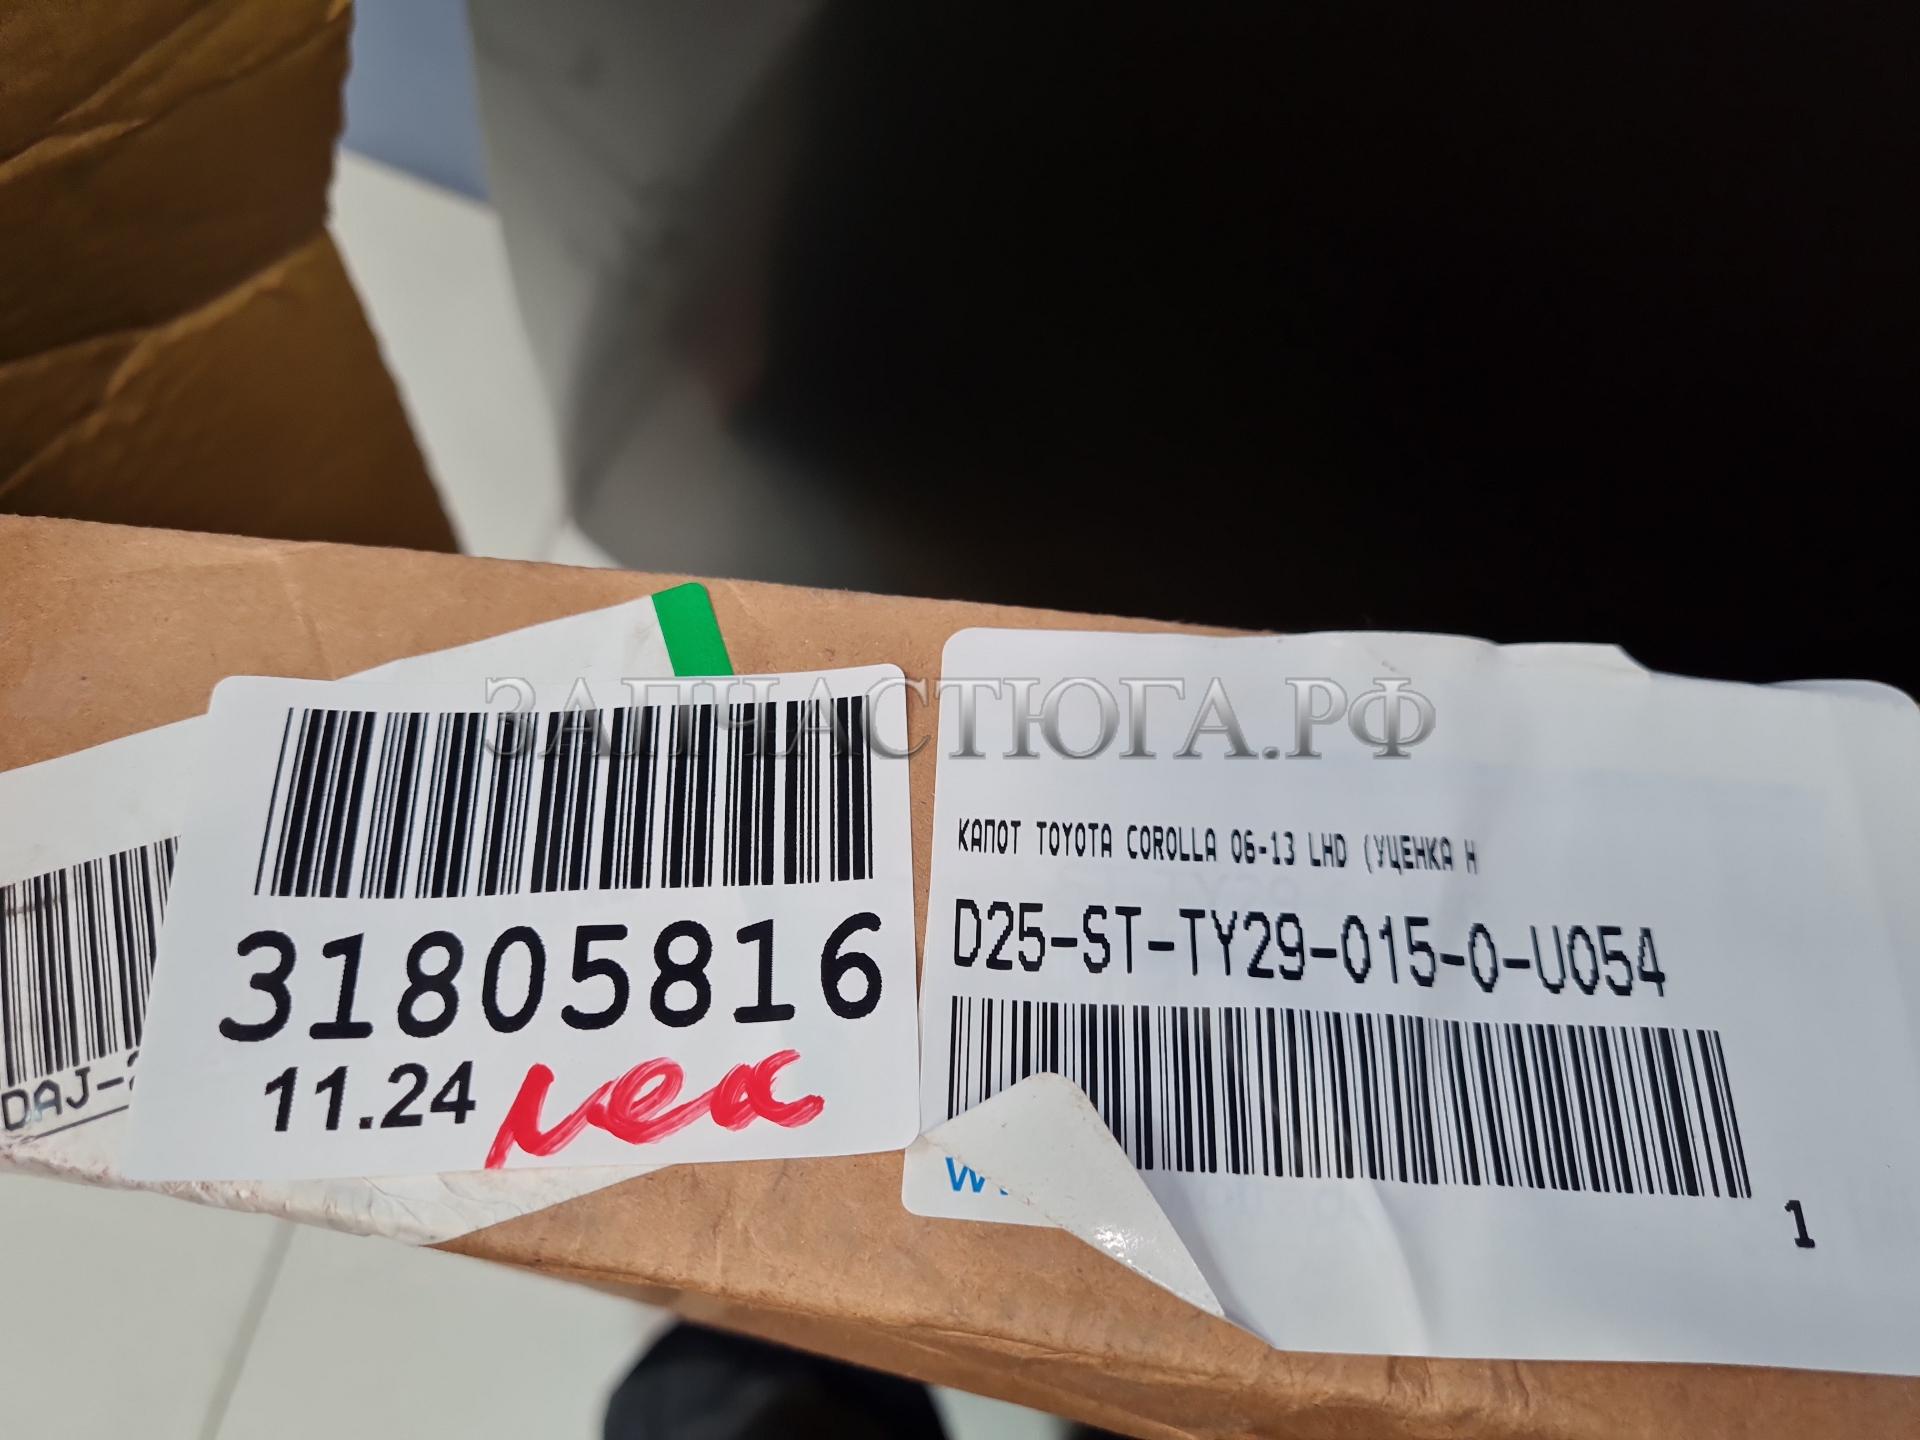 ЗАПЧАСТЮГА.РФ
31805816
11.24 мех
DAJ-
КАПОТ TOYOTA COROLLA 06-13 LHD (УЦЕНКА Н
D25-ST-TY29-015-0-U054
1